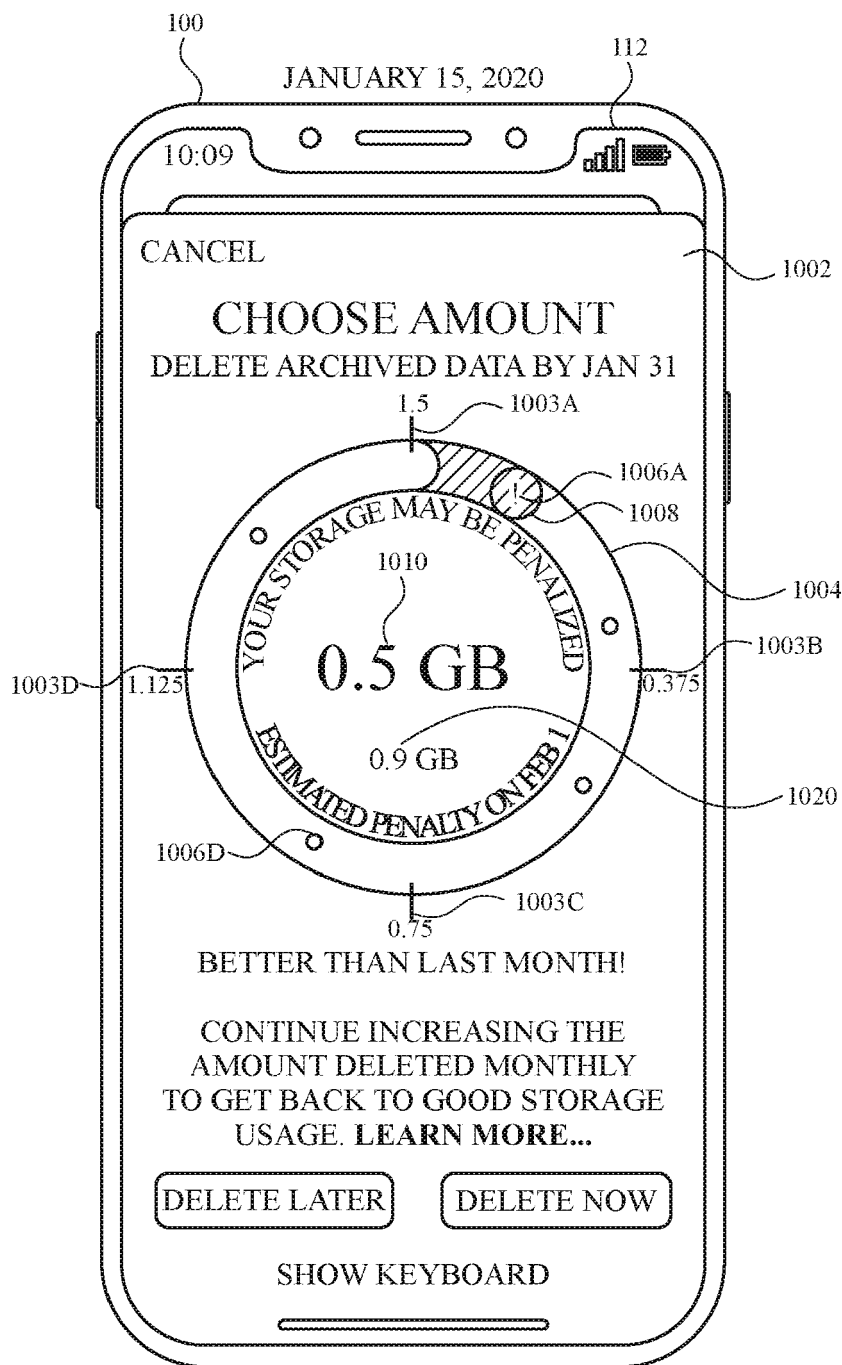 100
112
JANUARY 15, 2020
10:09
CANCEL
1002
CHOOSE AMOUNT
DELETE ARCHIVED DATA BY JAN 31
1.5
1003A
1006A
!
1008
YOUR STORAGE MAY BE PENALIZED
1010
1004
0.5 GB
1003B
1003D
1.125
0.375
0.9 GB
ESTIMATED PENALTY ON FEB 1
1020
1006D
1003C
0.75
BETTER THAN LAST MONTH!
CONTINUE INCREASING THE
AMOUNT DELETED MONTHLY
TO GET BACK TO GOOD STORAGE
USAGE. LEARN MORE...
DELETE LATER
DELETE NOW
SHOW KEYBOARD